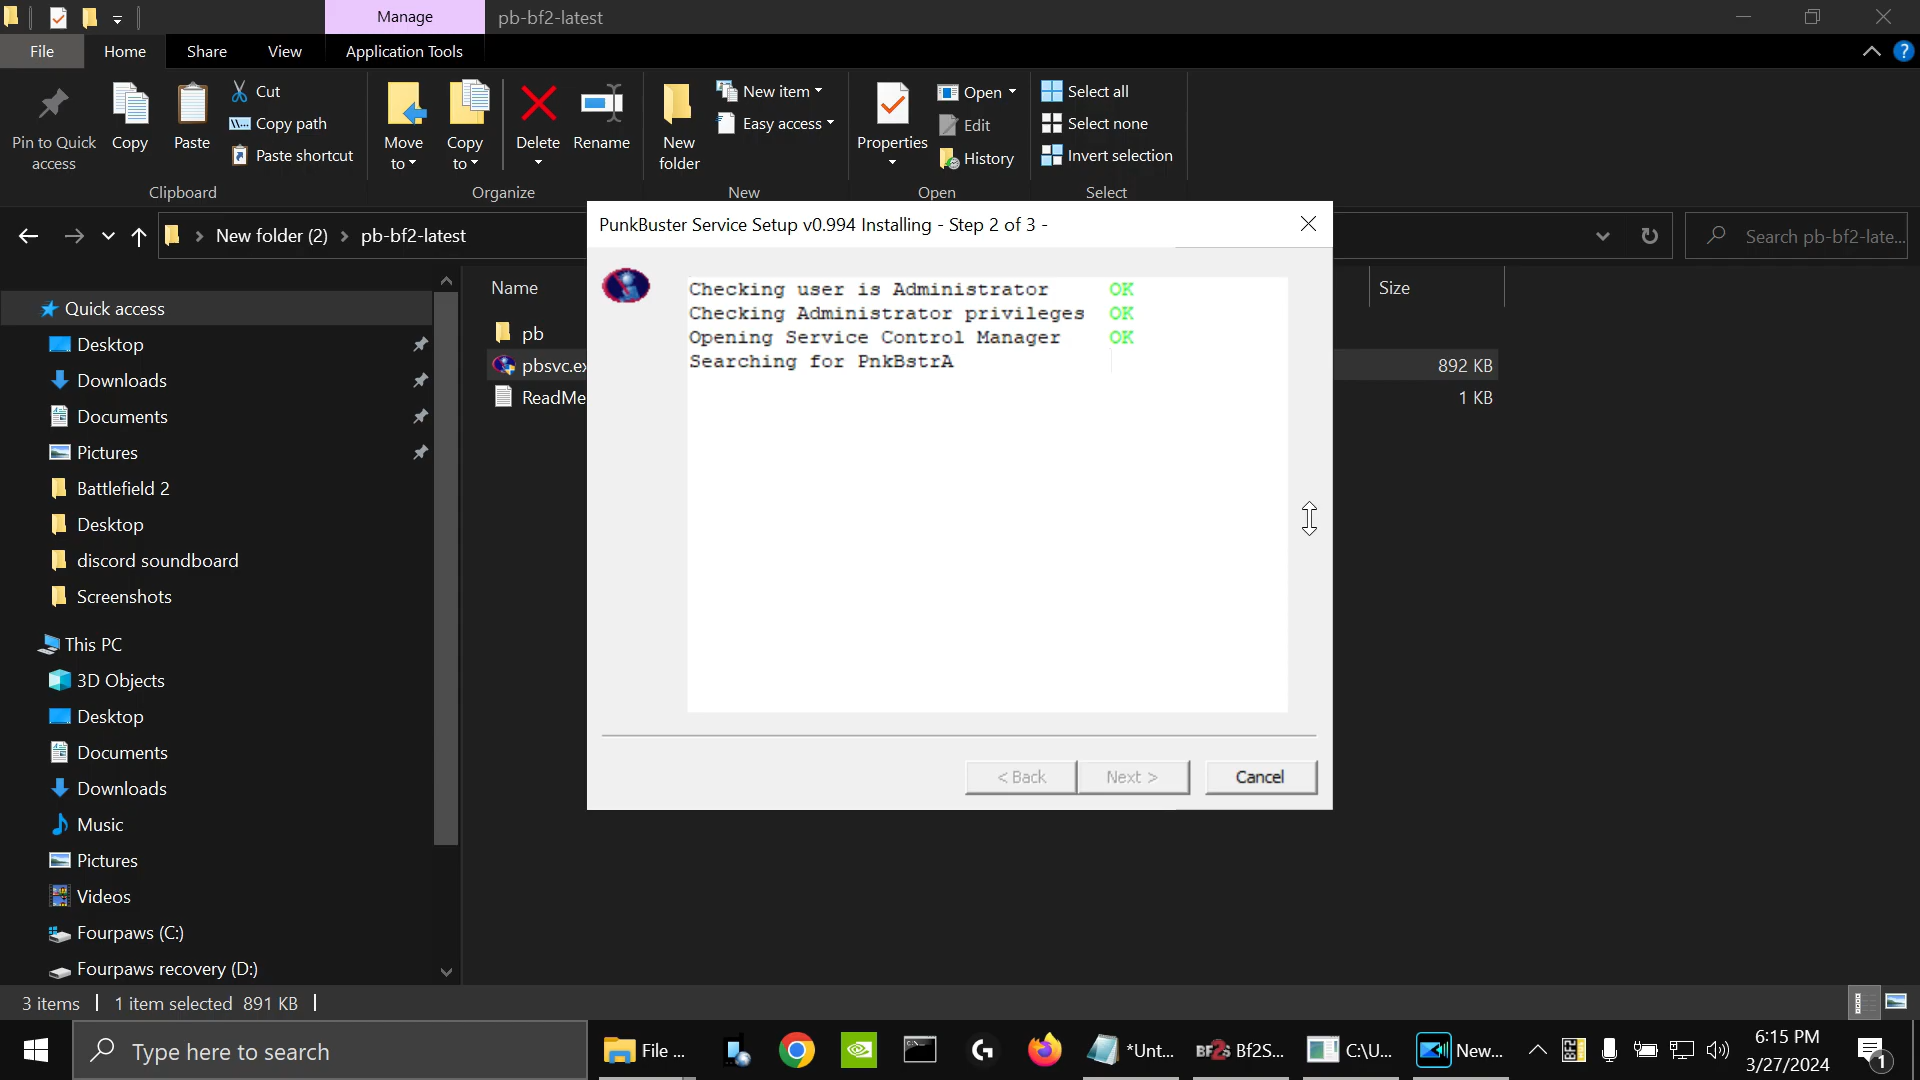 Manage
pb-bf2-latest
File
Home
Share
View
Application Tools
Pin to Quick access
Copy
Paste
Cut
Copy path
Paste shortcut
Clipboard
Move to
Copy to
Delete
Rename
Organize
New folder
New item
Easy access
New
Properties
Open
Edit
History
Open
Select all
Select none
Invert selection
Select
New folder (2)
pb-bf2-latest
Search pb-bf2-late...
PunkBuster Service Setup v0.994 Installing - Step 2 of 3 -
Checking user is Administrator OK
Checking Administrator privileges OK
Opening Service Control Manager OK
Searching for PnkBstrA
< Back
Next >
Cancel
Name
Size
pb
pbsvc.ex
892 KB
ReadMe
1 KB
Quick access
Desktop
Downloads
Documents
Pictures
Battlefield 2
Desktop
discord soundboard
Screenshots
This PC
3D Objects
Desktop
Documents
Downloads
Music
Pictures
Videos
Fourpaws (C:)
Fourpaws recovery (D:)
3 items
1 item selected 891 KB
Type here to search
File ...
*Unt...
BF2S
Bf2S...
C:\U...
New...
BF2
6:15 PM
3/27/2024
1